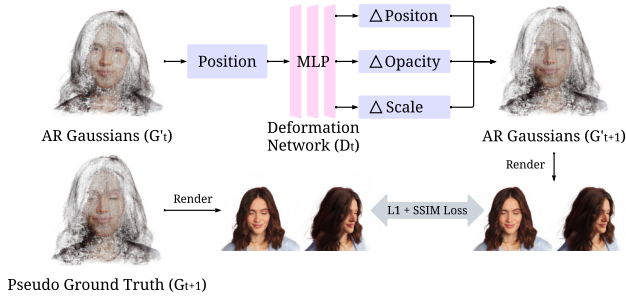 △ Positon
Position
MLP
△ Opacity
△ Scale
AR Gaussians (G't)
Deformation
Network (Dt)
AR Gaussians (G't+1)
Render
Render
L1 + SSIM Loss
Pseudo Ground Truth (Gt+1)